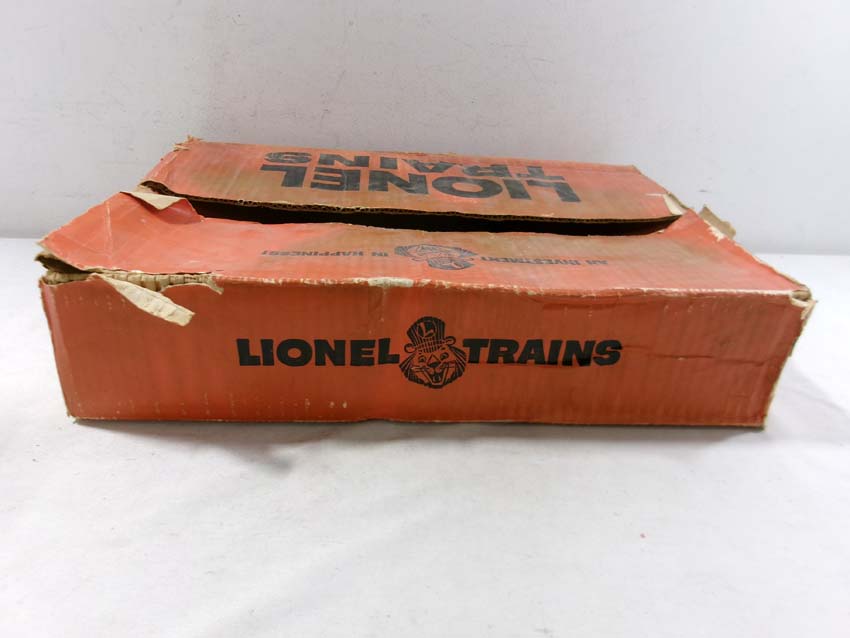 LIONEL
TRAINS
AN INVESTMENT
IN HAPPINESS!
LIONEL L TRAINS